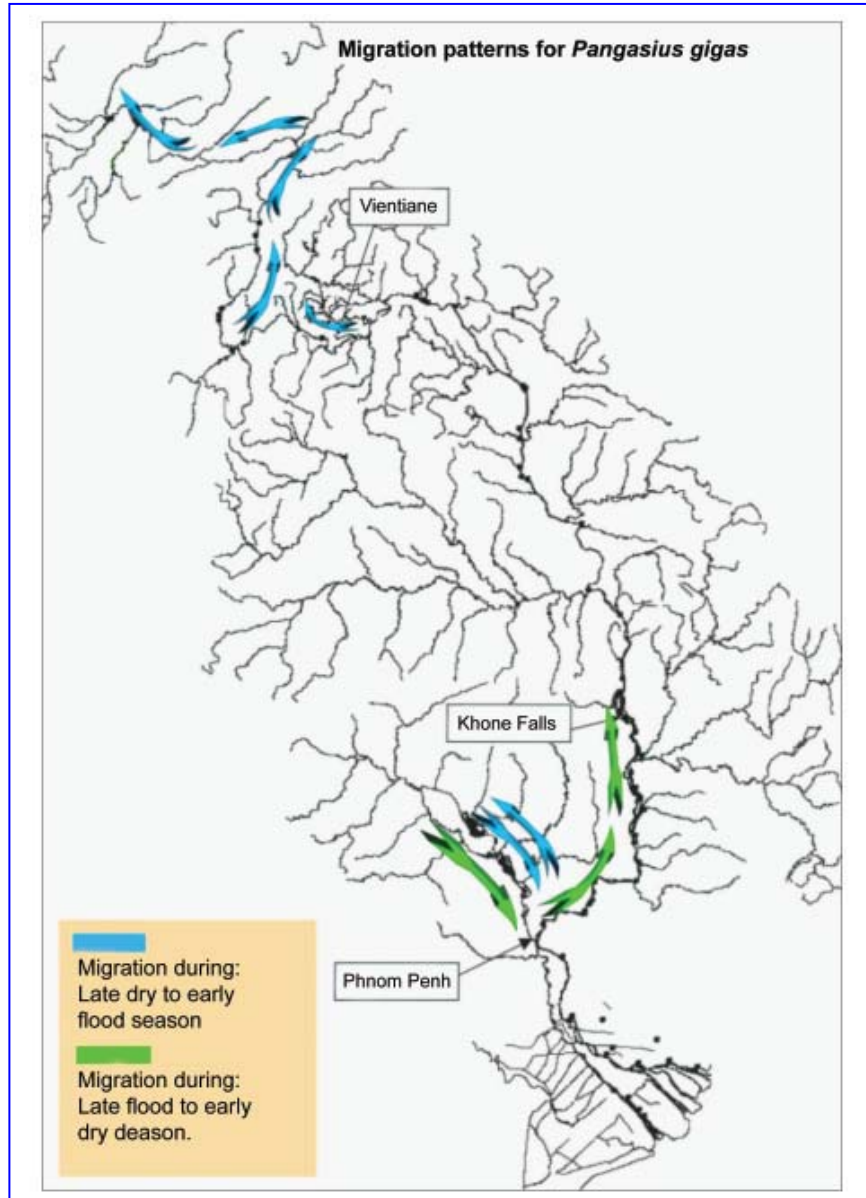 Migration patterns for Pangasius gigas
Vientiane
Khone Falls
Phnom Penh
Migration during:
Late dry to early
flood season
Migration during:
Late flood to early
dry deason.